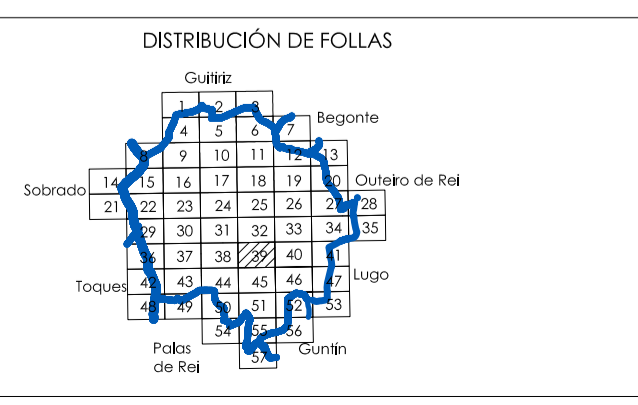 DISTRIBUCIÓN DE FOLLAS
Guitiriz
1 2 3
4 5 6 7 Begonte
8 9 10 11 12 13
14 15 16 17 18 19 20 Outeiro de Rei
Sobrado
21 22 23 24 25 26 27 28
29 30 31 32 33 34 35
36 37 38 39 40 41
Toques 42 43 44 45 46 47 Lugo
48 49 50 51 52 53
54 55 56
Palas de Rei
57
Guntín